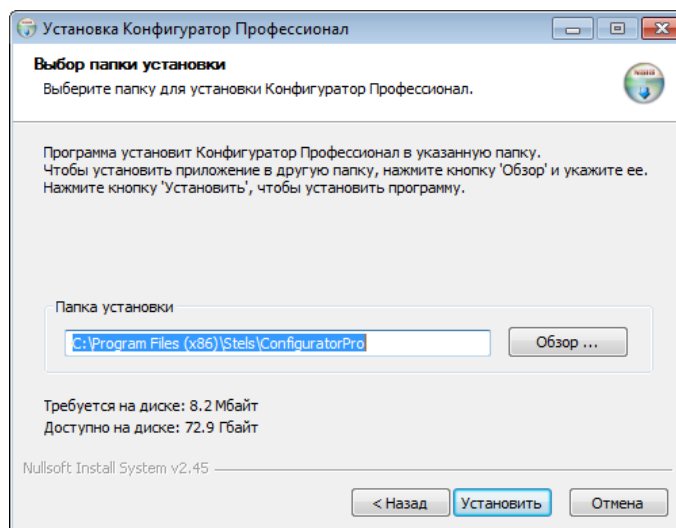 Установка Конфигуратор Профессионал
Выбор папки установки
Выберите папку для установки Конфигуратор Профессионал.
Программа установит Конфигуратор Профессионал в указанную папку.
Чтобы установить приложение в другую папку, нажмите кнопку 'Обзор' и укажите ее.
Нажмите кнопку 'Установить', чтобы установить программу.
Папка установки
C:\Program Files (x86)\Stels\ConfiguratorPro
Обзор ...
Требуется на диске: 8.2 Мбайт
Доступно на диске: 72.9 Гбайт
Nullsoft Install System v2.45
< Назад
Установить
Отмена